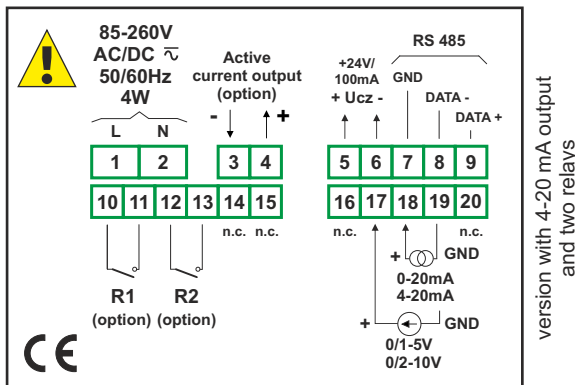 85-260V
AC/DC
50/60Hz
4W
L N
Active
current output
(option)
- +
+24V/
100mA
+ Ucz -
RS 485
GND
DATA -
DATA +
1 2 3 4 5 6 7 8 9
10 11 12 13 14 15 16 17 18 19 20
n.c. n.c. n.c. n.c.
R1 R2
(option) (option)
+ GND
0-20mA
4-20mA
+ GND
0/1-5V
0/2-10V
CE
version with 4-20 mA output
and two relays